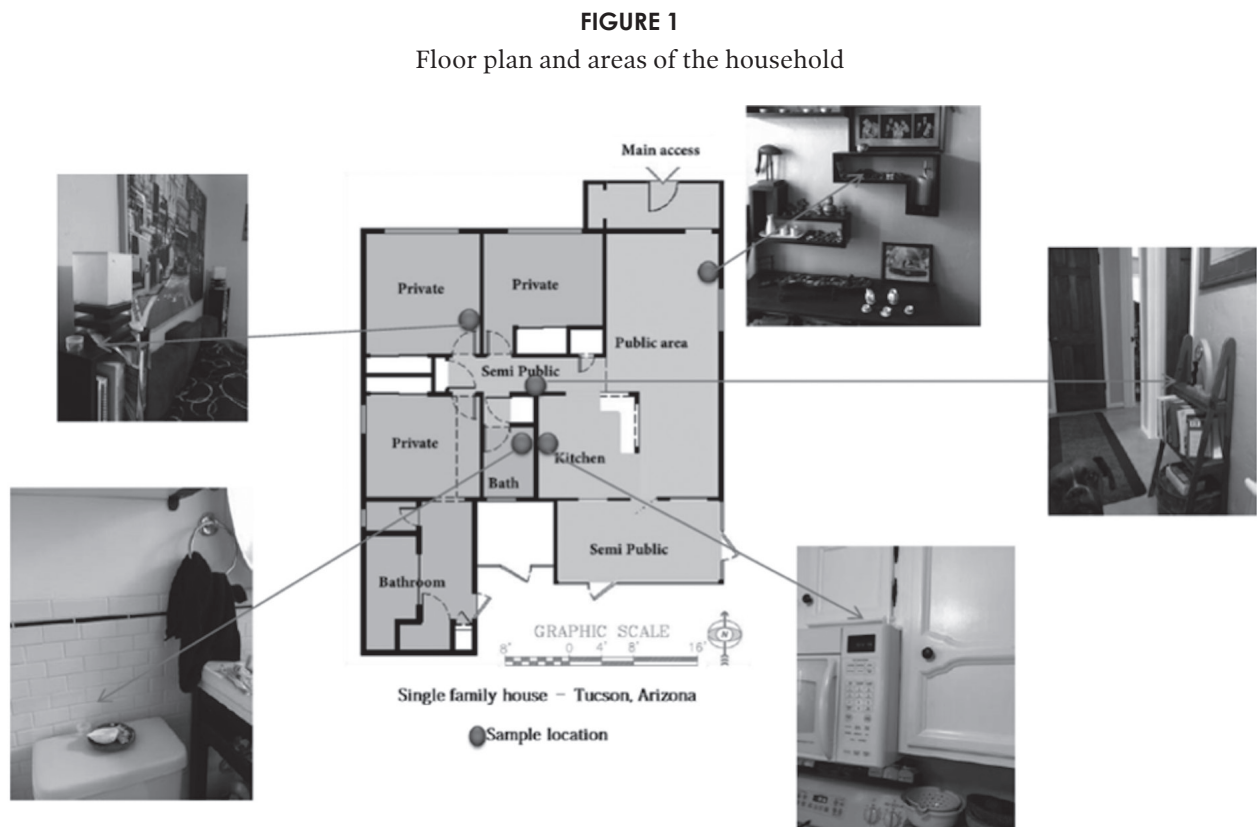 FIGURE 1
Floor plan and areas of the household
Main access
Private
Private
Public area
Semi Public
Private
Kitchen
Bath
Semi Public
Bathroom
N
GRAPHIC SCALE
8' 0 4' 8' 16'
Single family house – Tucson, Arizona
Sample location